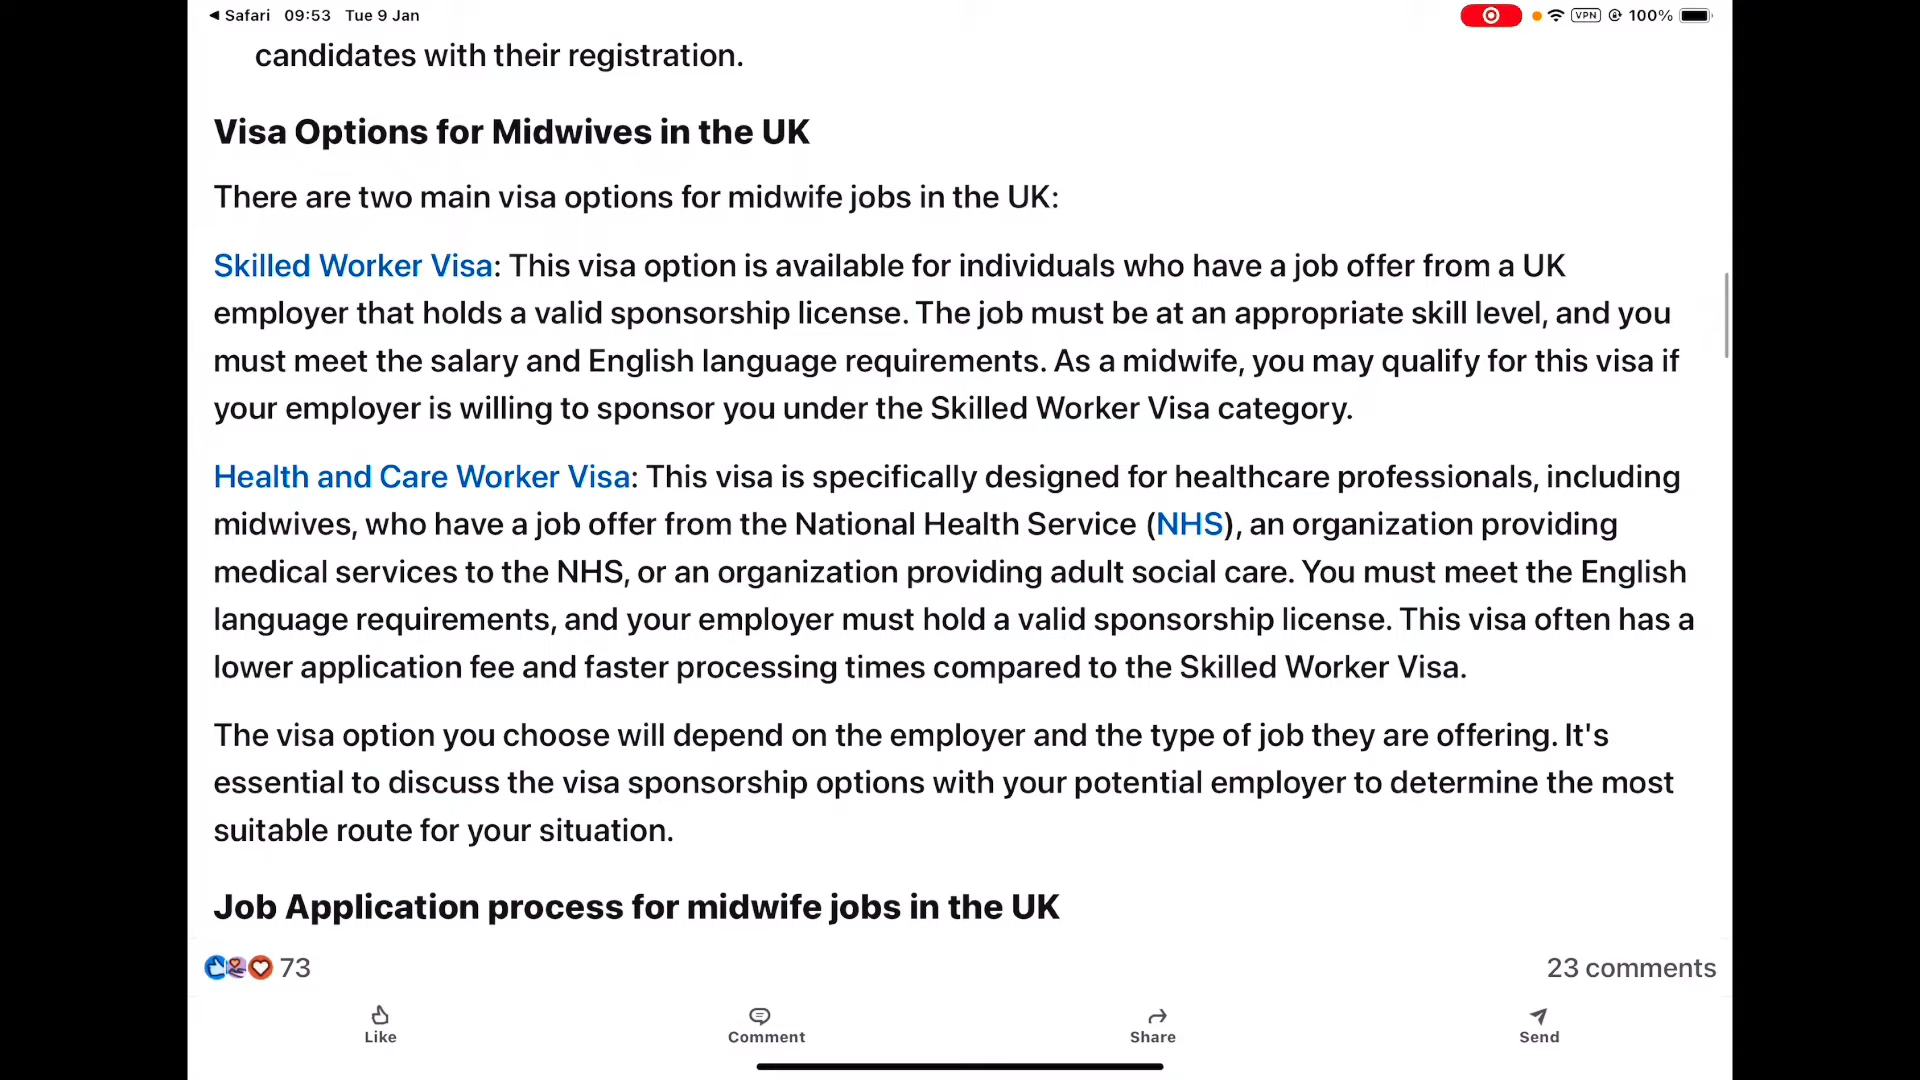 Safari 09:53 Tue 9 Jan VPN 100%
candidates with their registration.
Visa Options for Midwives in the UK
There are two main visa options for midwife jobs in the UK:
Skilled Worker Visa: This visa option is available for individuals who have a job offer from a UK
employer that holds a valid sponsorship license. The job must be at an appropriate skill level, and you
must meet the salary and English language requirements. As a midwife, you may qualify for this visa if
your employer is willing to sponsor you under the Skilled Worker Visa category.
Health and Care Worker Visa: This visa is specifically designed for healthcare professionals, including
midwives, who have a job offer from the National Health Service (NHS), an organization providing
medical services to the NHS, or an organization providing adult social care. You must meet the English
language requirements, and your employer must hold a valid sponsorship license. This visa often has a
lower application fee and faster processing times compared to the Skilled Worker Visa.
The visa option you choose will depend on the employer and the type of job they are offering. It's
essential to discuss the visa sponsorship options with your potential employer to determine the most
suitable route for your situation.
Job Application process for midwife jobs in the UK
73 23 comments
Like Comment Share Send